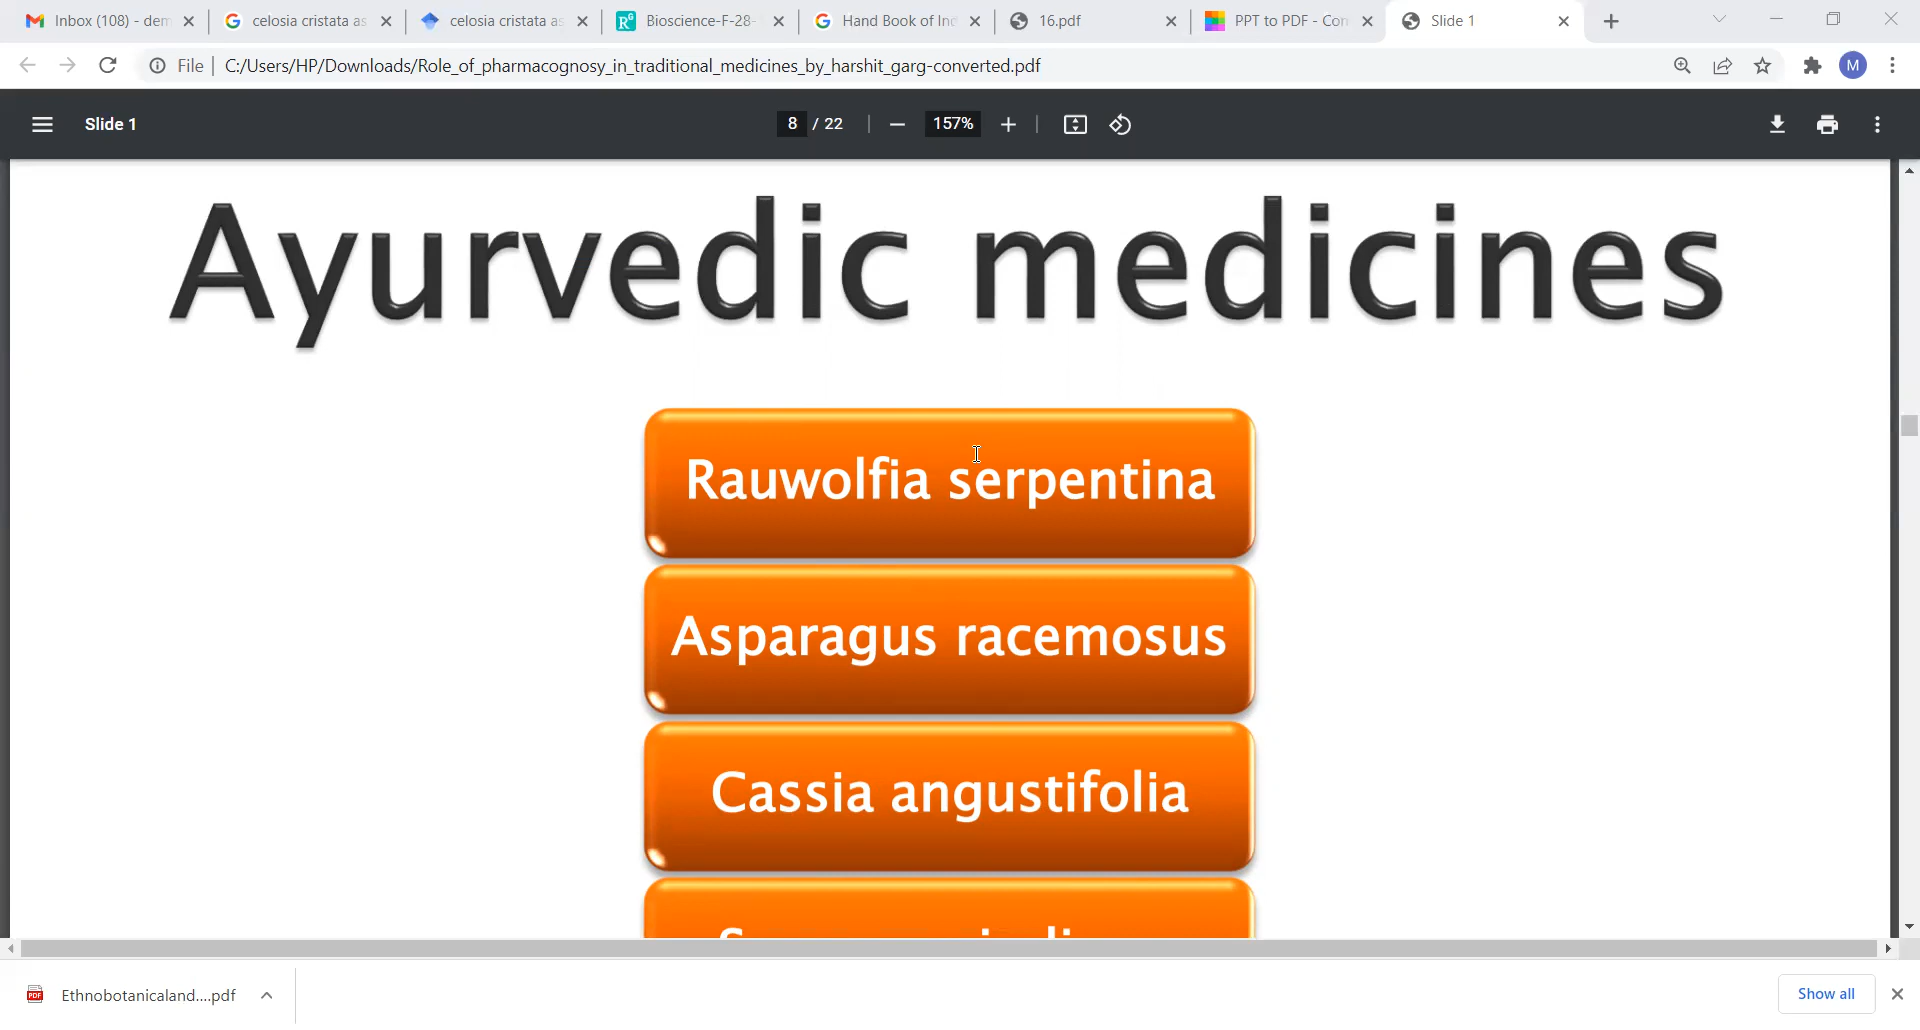 Inbox (108) - dem
celosia cristata as
celosia cristata as
Bioscience-F-28-
Hand Book of Ind
16.pdf
PPT to PDF - Con
Slide 1
File
C:/Users/HP/Downloads/Role_of_pharmacognosy_in_traditional_medicines_by_harshit_garg-converted.pdf
M
Slide 1
8 / 22
157%
Ayurvedic medicines
Rauwolfia serpentina
Asparagus racemosus
Cassia angustifolia
Ethnobotanicaland....pdf
Show all